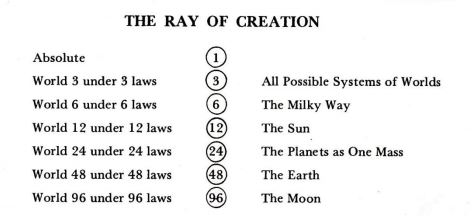 THE RAY OF CREATION
Absolute 1
World 3 under 3 laws 3 All Possible Systems of Worlds
World 6 under 6 laws 6 The Milky Way
World 12 under 12 laws 12 The Sun
World 24 under 24 laws 24 The Planets as One Mass
World 48 under 48 laws 48 The Earth
World 96 under 96 laws 96 The Moon